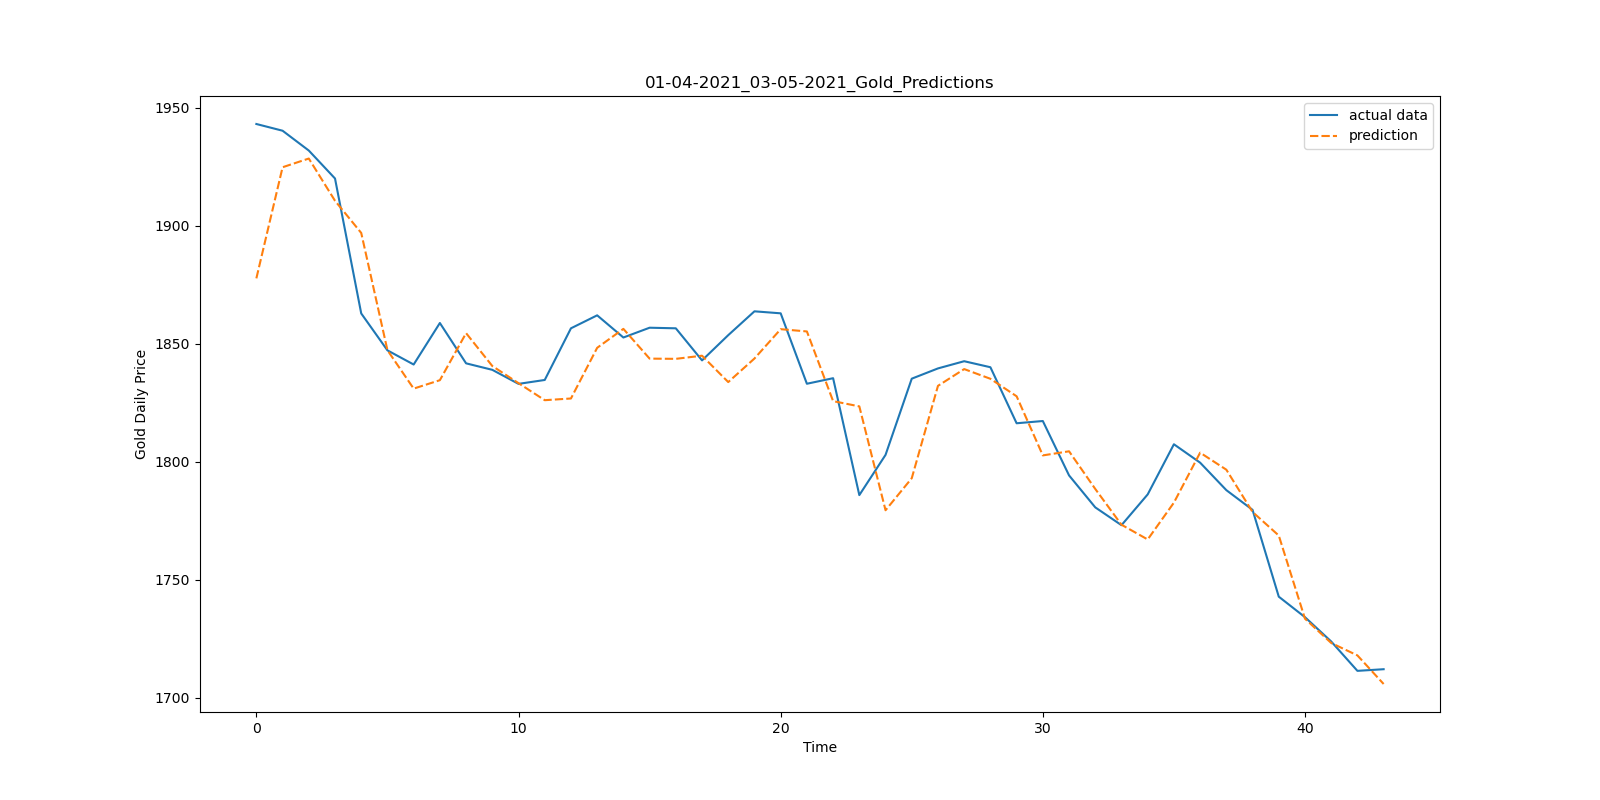 01-04-2021_03-05-2021_Gold_Predictions
actual data
prediction
Gold Daily Price
1950
1900
1850
1800
1750
1700
0 10 20 30 40
Time